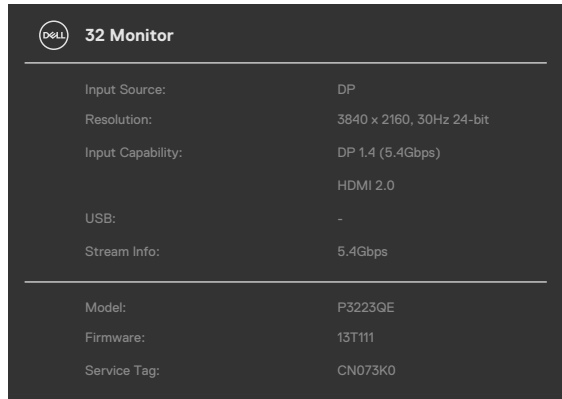 DELL 32 Monitor
Input Source: DP
Resolution: 3840 x 2160, 30Hz 24-bit
Input Capability: DP 1.4 (5.4Gbps)
HDMI 2.0
USB: -
Stream Info: 5.4Gbps
Model: P3223QE
Firmware: 13T111
Service Tag: CN073K0